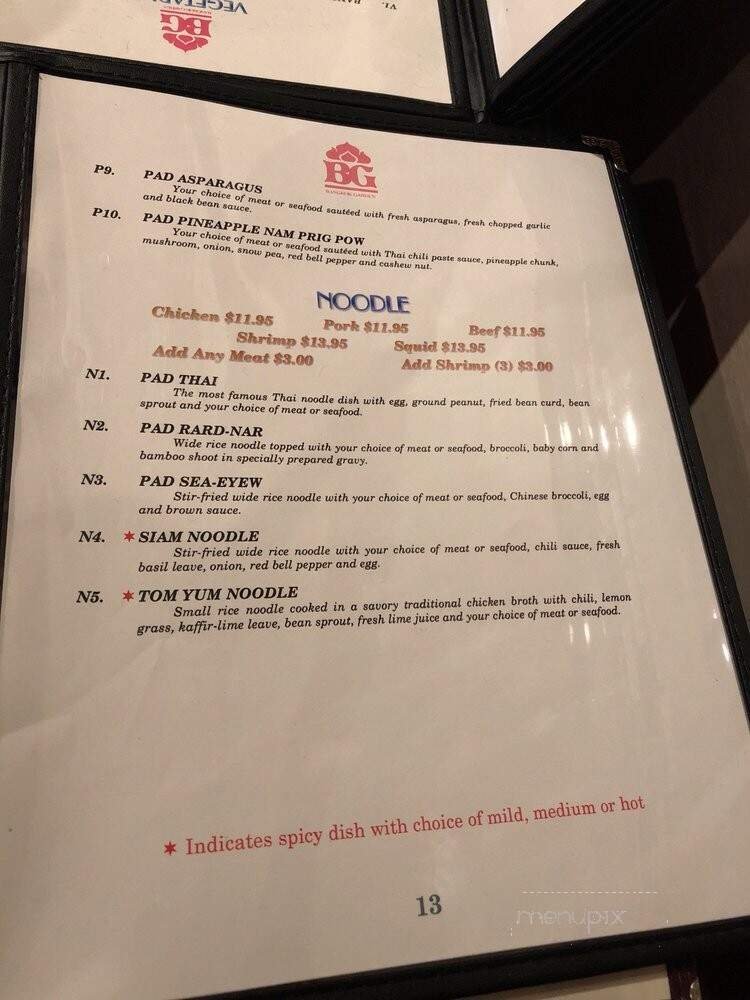 VI.
VEGETAR
BG
BG
BANGKOK GARDEN
P9. PAD ASPARAGUS
Your choice of meat or seafood sautéed with fresh asparagus, fresh chopped garlic
and black bean sauce.
P10. PAD PINEAPPLE NAM PRIG POW
Your choice of meat or seafood sautéed with Thai chili paste sauce, pineapple chunk,
mushroom, onion, snow pea, red bell pepper and cashew nut.
NOODLE
Chicken $11.95 Pork $11.95 Beef $11.95
Shrimp $13.95 Squid $13.95
Add Any Meat $3.00 Add Shrimp (3) $3.00
N1. PAD THAI
The most famous Thai noodle dish with egg, ground peanut, fried bean curd, bean
sprout and your choice of meat or seafood.
N2. PAD RARD-NAR
Wide rice noodle topped with your choice of meat or seafood, broccoli, baby corn and
bamboo shoot in specially prepared gravy.
N3. PAD SEA-EYEW
Stir-fried wide rice noodle with your choice of meat or seafood, Chinese broccoli, egg
and brown sauce.
N4. ✶ SIAM NOODLE
Stir-fried wide rice noodle with your choice of meat or seafood, chili sauce, fresh
basil leave, onion, red bell pepper and egg.
N5. ✶ TOM YUM NOODLE
Small rice noodle cooked in a savory traditional chicken broth with chili, lemon
grass, kaffir-lime leave, bean sprout, fresh lime juice and your choice of meat or seafood.
✶ Indicates spicy dish with choice of mild, medium or hot
13
menupix